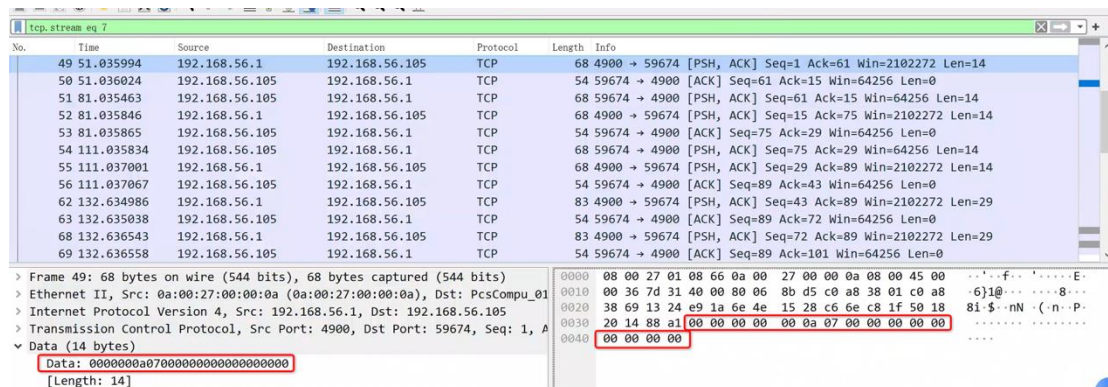 tcp.stream eq 7
No. Time Source Destination Protocol Length Info
49 51.035994 192.168.56.1 192.168.56.105 TCP 68 4900 → 59674 [PSH, ACK] Seq=1 Ack=61 Win=2102272 Len=14
50 51.036024 192.168.56.105 192.168.56.1 TCP 54 59674 → 4900 [ACK] Seq=61 Ack=15 Win=64256 Len=0
51 81.035463 192.168.56.105 192.168.56.1 TCP 68 59674 → 4900 [PSH, ACK] Seq=61 Ack=15 Win=64256 Len=14
52 81.035846 192.168.56.1 192.168.56.105 TCP 68 4900 → 59674 [PSH, ACK] Seq=15 Ack=75 Win=2102272 Len=14
53 81.035865 192.168.56.105 192.168.56.1 TCP 54 59674 → 4900 [ACK] Seq=75 Ack=29 Win=64256 Len=0
54 111.035834 192.168.56.105 192.168.56.1 TCP 68 59674 → 4900 [PSH, ACK] Seq=75 Ack=29 Win=64256 Len=14
55 111.037001 192.168.56.1 192.168.56.105 TCP 68 4900 → 59674 [PSH, ACK] Seq=29 Ack=89 Win=2102272 Len=14
56 111.037067 192.168.56.105 192.168.56.1 TCP 54 59674 → 4900 [ACK] Seq=89 Ack=43 Win=64256 Len=0
62 132.634986 192.168.56.1 192.168.56.105 TCP 83 4900 → 59674 [PSH, ACK] Seq=43 Ack=89 Win=2102272 Len=29
63 132.635038 192.168.56.105 192.168.56.1 TCP 54 59674 → 4900 [ACK] Seq=89 Ack=72 Win=64256 Len=0
68 132.636543 192.168.56.1 192.168.56.105 TCP 83 4900 → 59674 [PSH, ACK] Seq=72 Ack=89 Win=2102272 Len=29
69 132.636558 192.168.56.105 192.168.56.1 TCP 54 59674 → 4900 [ACK] Seq=89 Ack=101 Win=64256 Len=0
> Frame 49: 68 bytes on wire (544 bits), 68 bytes captured (544 bits)
> Ethernet II, Src: 0a:00:27:00:00:0a (0a:00:27:00:00:0a), Dst: PcsCompu_01
> Internet Protocol Version 4, Src: 192.168.56.1, Dst: 192.168.56.105
> Transmission Control Protocol, Src Port: 4900, Dst Port: 59674, Seq: 1, A
Data (14 bytes)
Data: 0000000a07000000000000000000
[Length: 14]
0000 08 00 27 01 08 66 0a 00 27 00 00 0a 08 00 45 00 ··'··f·· '·····E·
0010 00 36 7d 31 40 00 80 06 8b d5 c0 a8 38 01 c0 a8 ·6}1@··· ····8···
0020 38 69 13 24 e9 1a 6e 4e 15 28 c6 6e c8 1f 50 18 8i·$··nN ·(·n··P·
0030 20 14 88 a1 00 00 00 00 00 0a 07 00 00 00 00 00 ········ ········
0040 00 00 00 00 ····